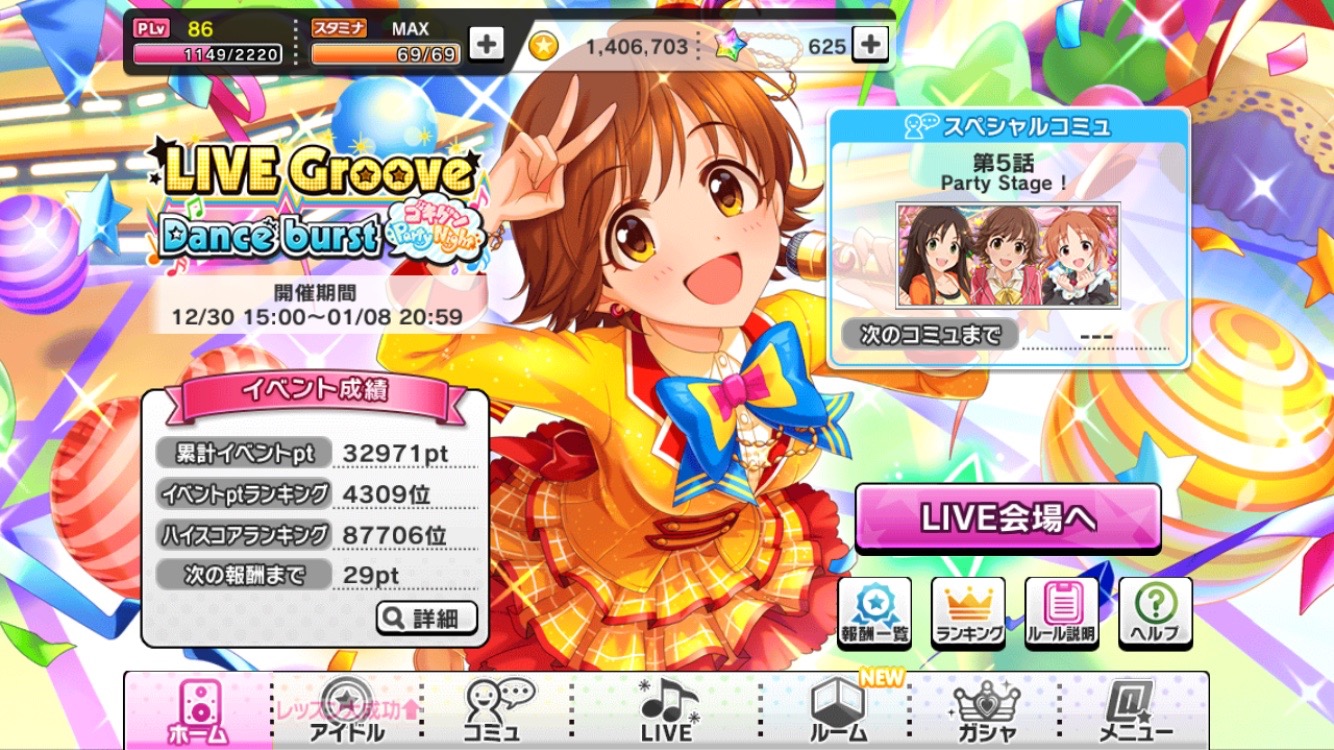 PLv 86
1149/2220
スタミナ MAX
69/69
1,406,703
625
LIVE Groove
Dance burst
ゴキゲン
Party Night
開催期間
12/30 15:00～01/08 20:59
スペシャルコミュ
第5話
Party Stage !
次のコミュまで ---
イベント成績
累計イベントpt 32971pt
イベントptランキング 4309位
ハイスコアランキング 87706位
次の報酬まで 29pt
詳細
LIVE会場へ
報酬一覧
ランキング
ルール説明
ヘルプ
ホーム
レッスン大成功
アイドル
コミュ
LIVE
NEW
ルーム
ガシャ
メニュー